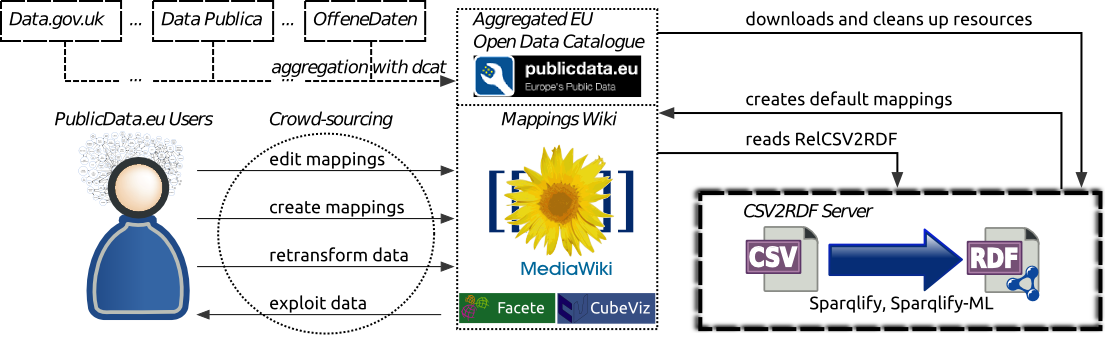 Data.gov.uk ... Data Publica ... OffeneDaten
... ...
aggregation with dcat
Aggregated EU
Open Data Catalogue
publicdata.eu
Europe's Public Data
downloads and cleans up resources
creates default mappings
reads RelCSV2RDF
PublicData.eu Users
Crowd-sourcing
edit mappings
create mappings
retransform data
exploit data
Mappings Wiki
[[ ]]
MediaWiki
Facete
CubeViz
CSV2RDF Server
CSV
RDF
Sparqlify, Sparqlify-ML